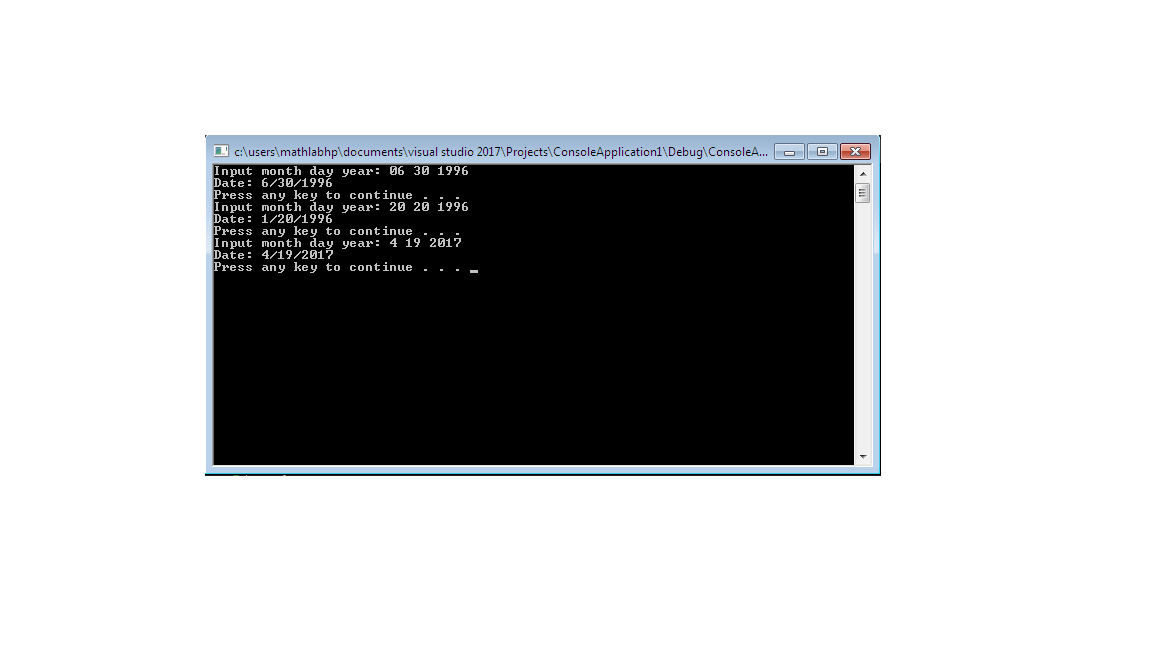 c:\users\mathlabhp\documents\visual studio 2017\Projects\ConsoleApplication1\Debug\ConsoleA...
Input month day year: 06 30 1996
Date: 6/30/1996
Press any key to continue . . .
Input month day year: 20 20 1996
Date: 1/20/1996
Press any key to continue . . .
Input month day year: 4 19 2017
Date: 4/19/2017
Press any key to continue . . . _